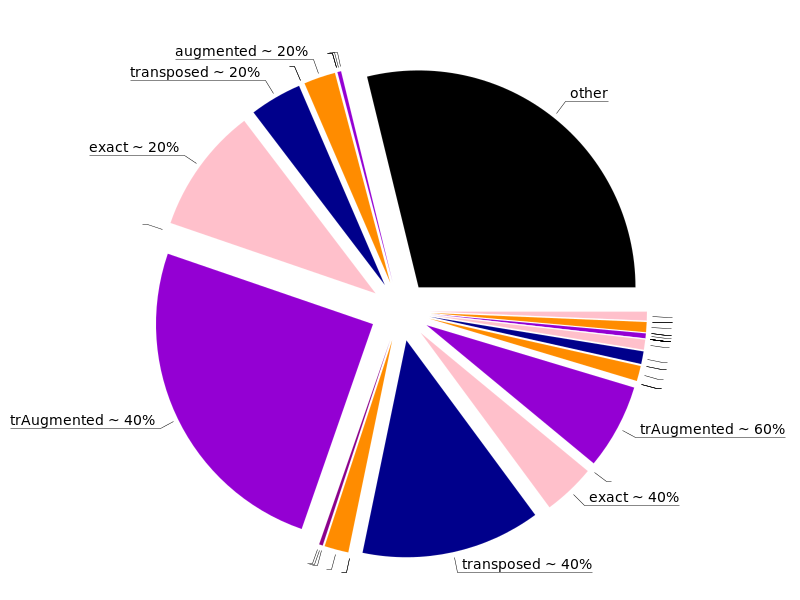 augmented ~ 20%
transposed ~ 20%
other
exact ~ 20%
trAugmented ~ 40%
trAugmented ~ 60%
exact ~ 40%
transposed ~ 40%